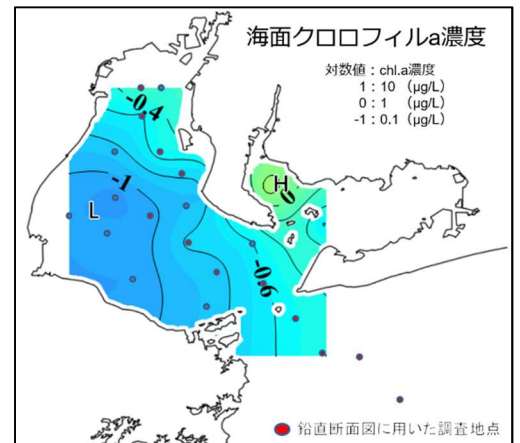 海面クロロフィルa濃度
対数値：chl.a濃度
1：10 （μg/L）
0：1 （μg/L）
-1：0.1 （μg/L）
-0.4
-1
H
0
L
-0.6
鉛直断面図に用いた調査地点